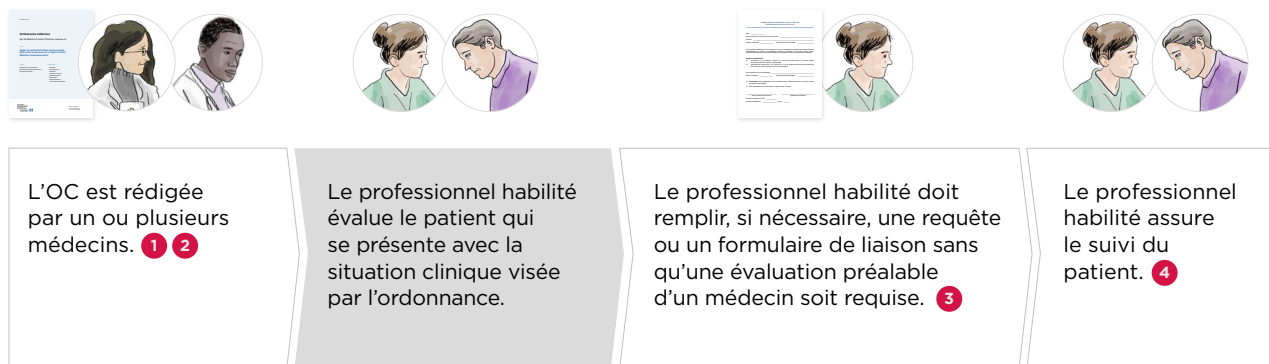 Ordonnance collective
L'OC est rédigée
par un ou plusieurs
médecins. 1 2
Le professionnel habilité
évalue le patient qui
se présente avec la
situation clinique visée
par l'ordonnance.
Le professionnel habilité doit
remplir, si nécessaire, une requête
ou un formulaire de liaison sans
qu'une évaluation préalable
d'un médecin soit requise. 3
Le professionnel
habilité assure
le suivi du
patient. 4